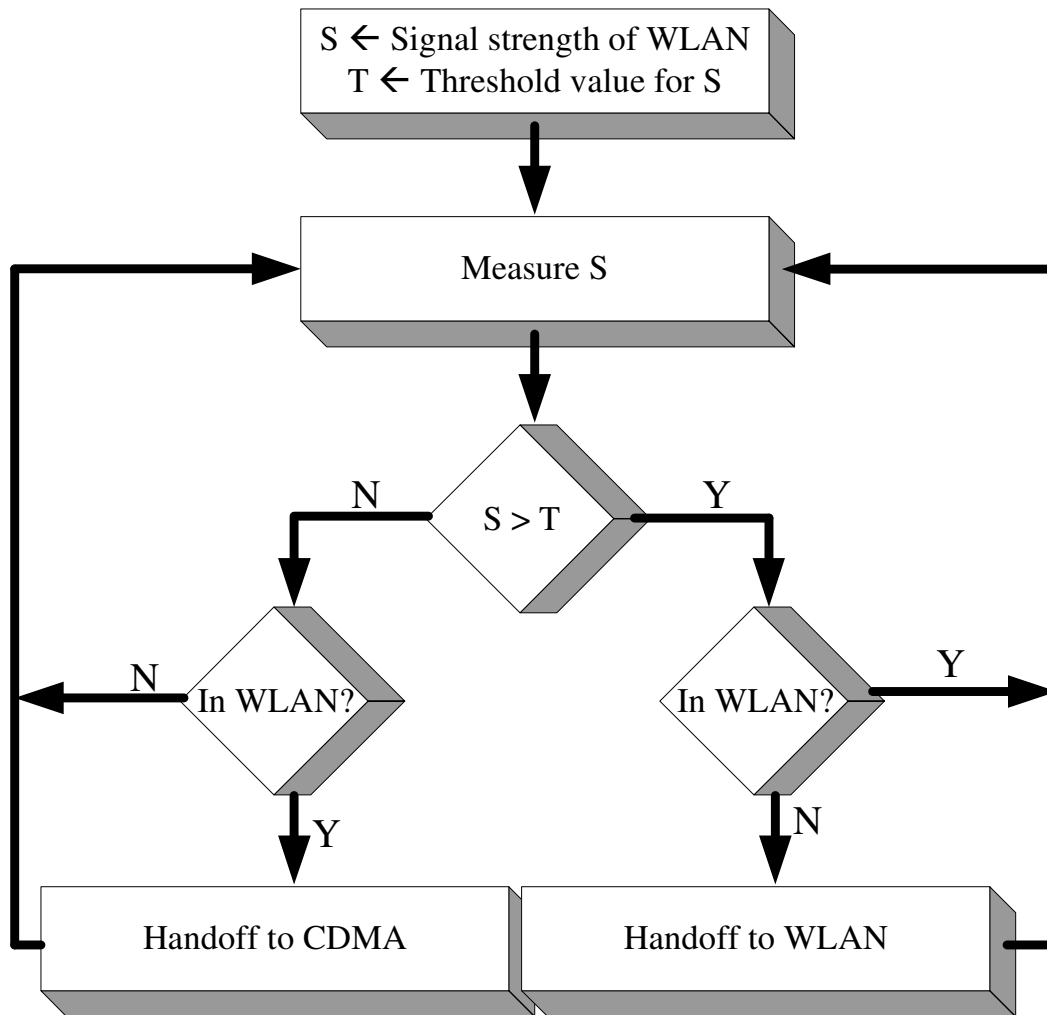 S ← Signal strength of WLAN
T ← Threshold value for S
Measure S
N
Y
S > T
N
Y
In WLAN?
In WLAN?
Y
N
Handoff to CDMA
Handoff to WLAN